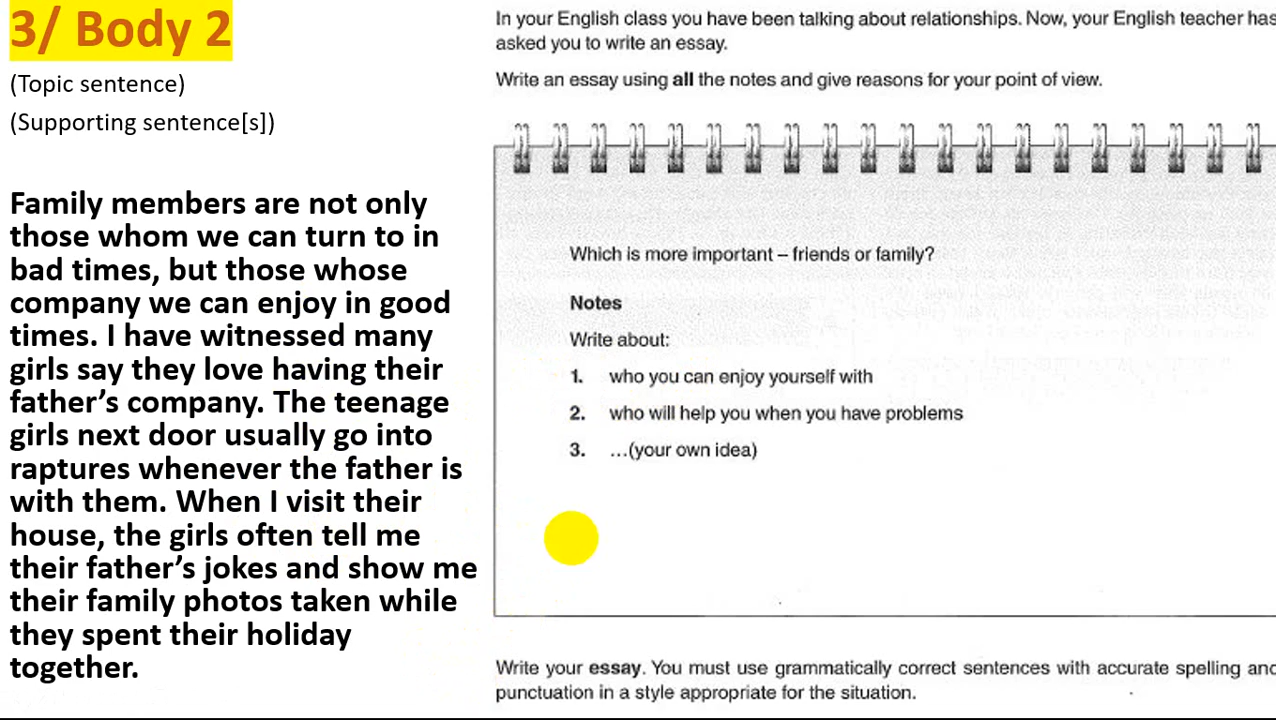 3/ Body 2
(Topic sentence)
(Supporting sentence[s])
Family members are not only
those whom we can turn to in
bad times, but those whose
company we can enjoy in good
times. I have witnessed many
girls say they love having their
father’s company. The teenage
girls next door usually go into
raptures whenever the father is
with them. When I visit their
house, the girls often tell me
their father’s jokes and show me
their family photos taken while
they spent their holiday
together.
In your English class you have been talking about relationships. Now, your English teacher has
asked you to write an essay.
Write an essay using all the notes and give reasons for your point of view.
Which is more important – friends or family?
Notes
Write about:
1. who you can enjoy yourself with
2. who will help you when you have problems
3. …(your own idea)
Write your essay. You must use grammatically correct sentences with accurate spelling and
punctuation in a style appropriate for the situation.